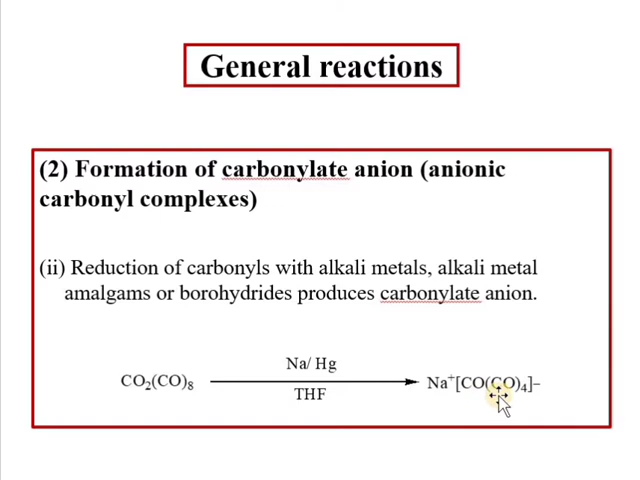 General reactions
(2) Formation of carbonylate anion (anionic
carbonyl complexes)
(ii) Reduction of carbonyls with alkali metals, alkali metal
amalgams or borohydrides produces carbonylate anion.
Na/ Hg
CO₂(CO)₈ Na⁺[CO(CO)₄]–
THF